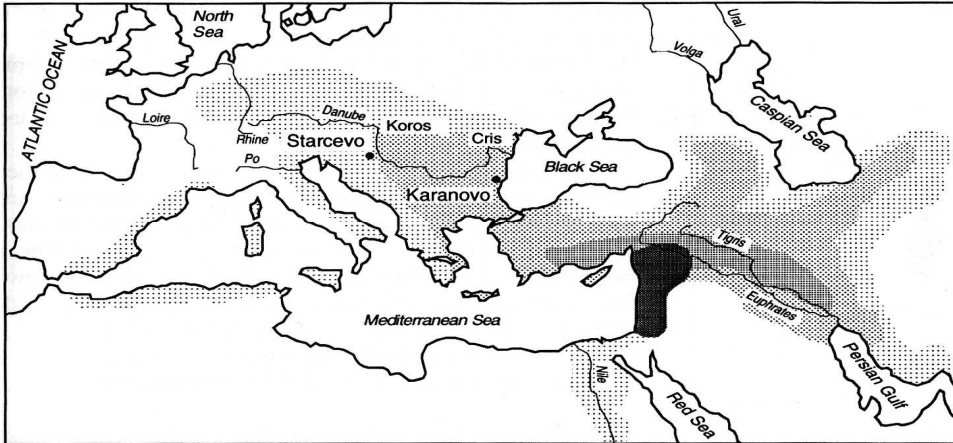 North
Sea
Ural
Volga
ATLANTIC OCEAN
Caspian Sea
Loire
Danube
Koros
Rhine
Starcevo
Cris
Po
Black Sea
Karanovo
Tigris
Euphrates
Mediterranean Sea
Nile
Persian Gulf
Red Sea